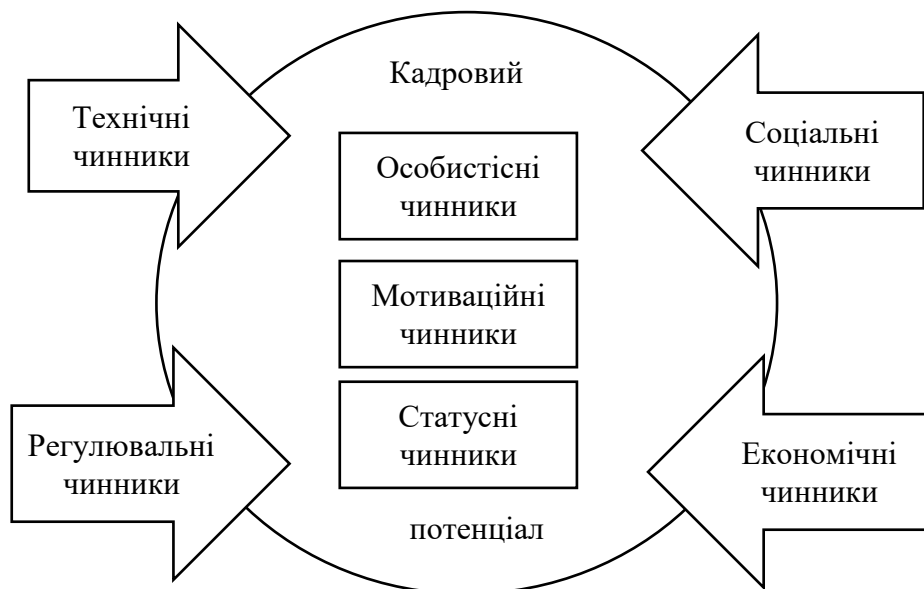 Кадровий
Технічні
чинники
Соціальні
чинники
Особистісні
чинники
Мотиваційні
чинники
Статусні
чинники
Регулювальні
чинники
Економічні
чинники
потенціал